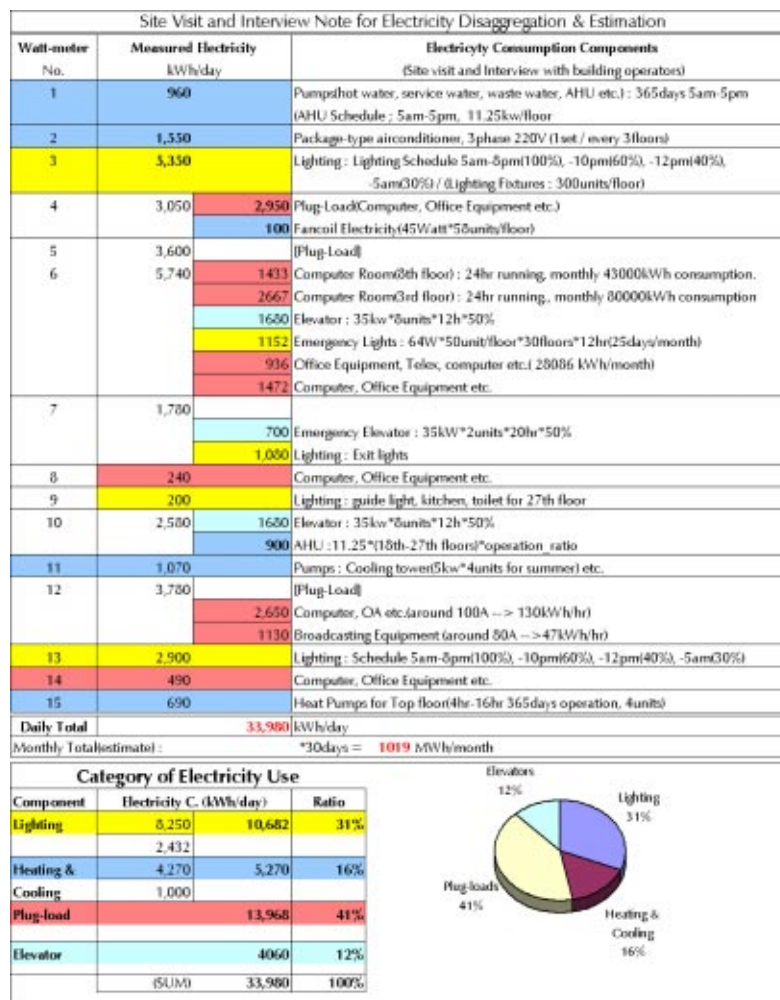 Site Visit and Interview Note for Electricity Disaggregation & Estimation
Watt-meter Measured Electricity Electricyty Consumption Components
No. kWh/day (Site visit and Interview with building operators)
1 960 Pumps(hot water, service water, waste water, AHU etc.) : 365days 5am-5pm
(AHU Schedule ; 5am-5pm, 11.25kw/floor
2 1,550 Package-type airconditioner, 3phase 220V (1set / every 3floors)
3 5,350 Lighting : Lighting Schedule 5am-8pm(100%), -10pm(60%), -12pm(40%),
-5am(30%) / (Lighting Fixtures : 300units/floor)
4 3,050 2,950 Plug-Load(Computer, Office Equipment etc.)
100 Fancoil Electricity(45Watt*58units/floor)
5 3,600 [Plug-Load]
6 5,740 1433 Computer Room(8th floor) : 24hr running, monthly 43000kWh consumption.
2667 Computer Room(3rd floor) : 24hr running., monthly 80000kWh consumption
1680 Elevator : 35kw*8units*12h*50%
1152 Emergency Lights : 64W*50unit/floor*30floors*12hr(25days/month)
936 Office Equipment, Telex, computer etc.( 28086 kWh/month)
1472 Computer, Office Equipment etc.
7 1,780
700 Emergency Elevator : 35kW*2units*20hr*50%
1,080 Lighting : Exit lights
8 240 Computer, Office Equipment etc.
9 200 Lighting : guide light, kitchen, toilet for 27th floor
10 2,580 1680 Elevator : 35kw*8units*12h*50%
900 AHU :11.25*(18th-27th floors)*operation_ratio
11 1,070 Pumps : Cooling tower(5kw*4units for summer) etc.
12 3,780 [Plug-Load]
2,650 Computer, OA etc.(around 100A --> 130kWh/hr)
1130 Broadcasting Equipment (around 80A -->47kWh/hr)
13 2,900 Lighting : Schedule 5am-8pm(100%), -10pm(60%), -12pm(40%), -5am(30%)
14 490 Computer, Office Equipment etc.
15 690 Heat Pumps for Top floor(4hr-16hr 365days operation, 4units)
Daily Total 33,980 kWh/day
Monthly Total(estimate) : *30days = 1019 MWh/month
Category of Electricity Use
Component Electricity C. (kWh/day) Ratio
Lighting 8,250 10,682 31%
2,432
Heating & 4,270 5,270 16%
Cooling 1,000
Plug-load 13,968 41%
Elevator 4060 12%
(SUM) 33,980 100%
Elevators
12%
Lighting
31%
Plug-loads
41%
Heating &
Cooling
16%